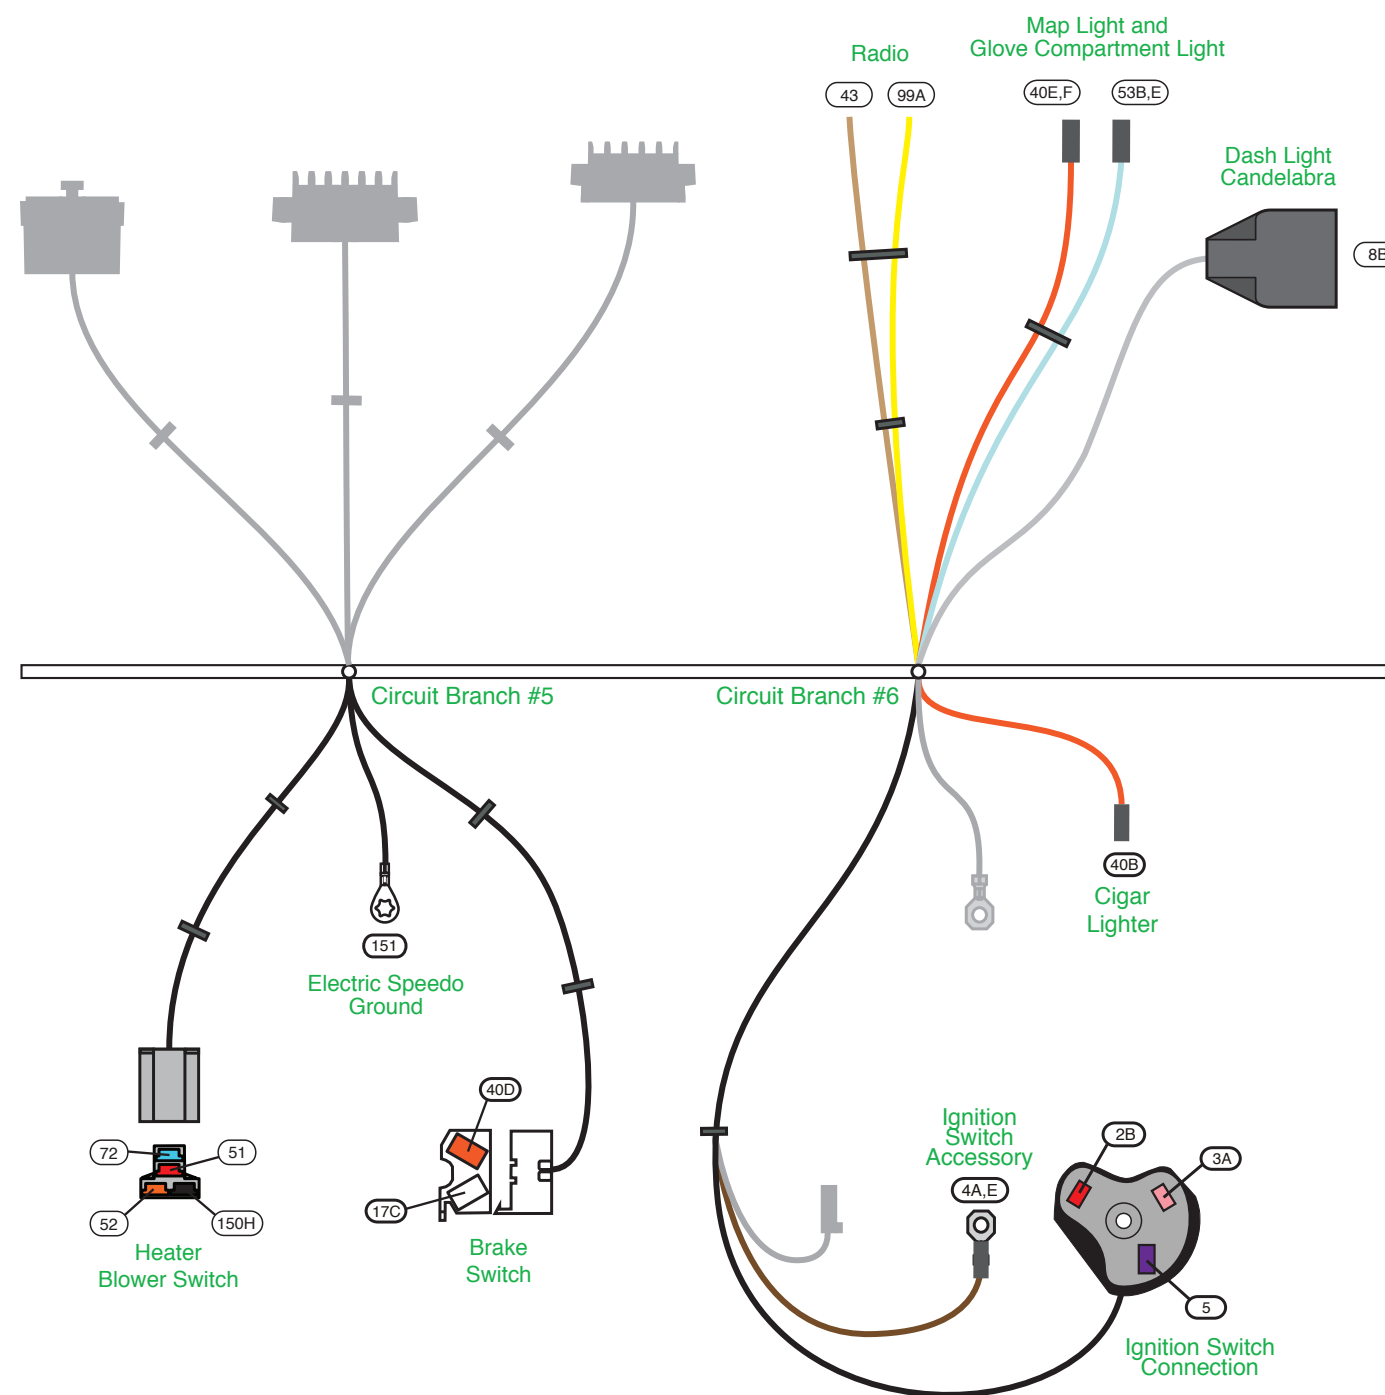 Radio
Map Light and
Glove Compartment Light
43
99A
40E,F
53B,E
Dash Light
Candelabra
8B
Circuit Branch #5
Circuit Branch #6
40B
Cigar
Lighter
151
Electric Speedo
Ground
40D
17C
Brake
Switch
72
51
52
150H
Heater
Blower Switch
Ignition
Switch
Accessory
4A,E
2B
3A
5
Ignition Switch
Connection